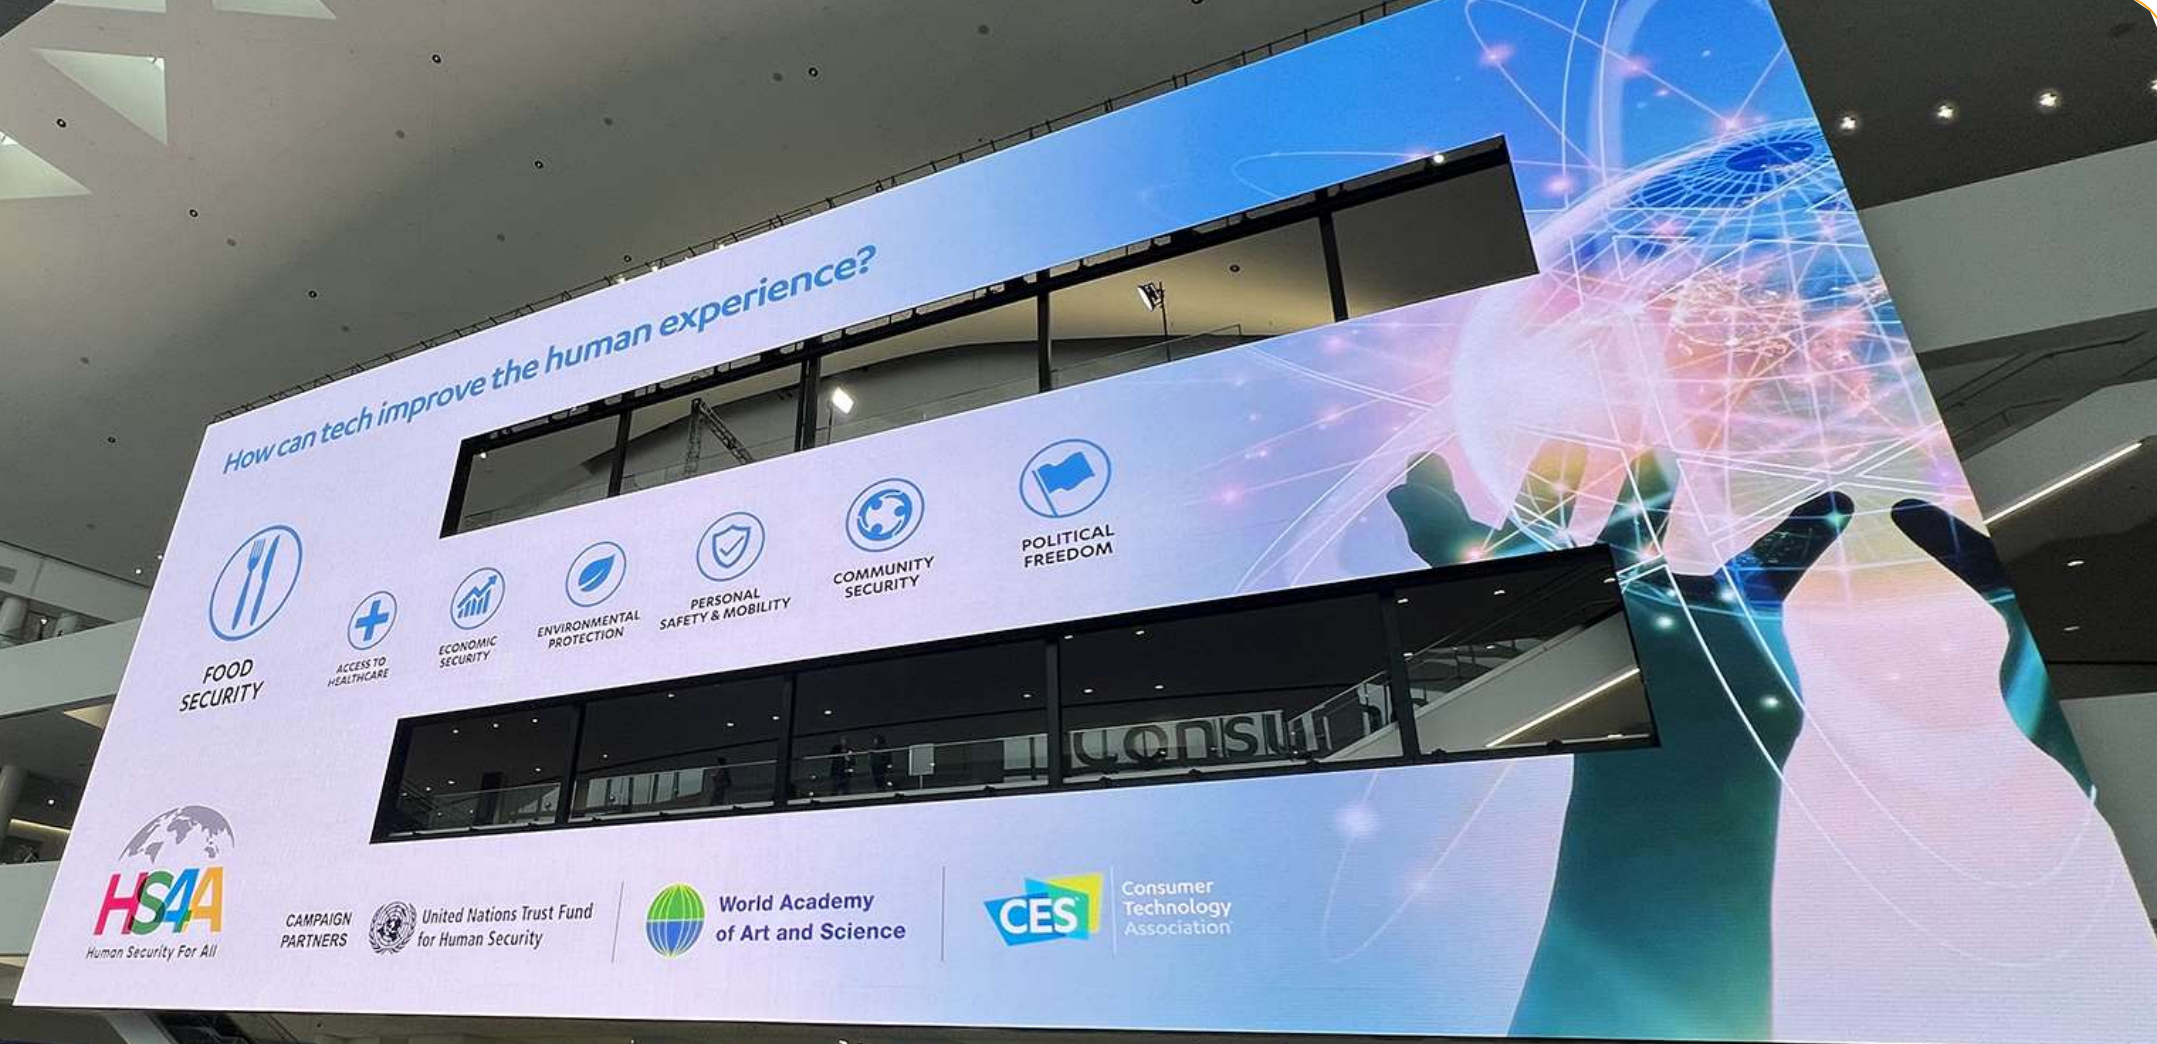 How can tech improve the human experience?
FOOD
SECURITY
ACCESS TO
HEALTHCARE
ECONOMIC
SECURITY
ENVIRONMENTAL
PROTECTION
PERSONAL
SAFETY & MOBILITY
COMMUNITY
SECURITY
POLITICAL
FREEDOM
HS4A
Human Security For All
CAMPAIGN
PARTNERS
United Nations Trust Fund
for Human Security
World Academy
of Art and Science
CES
Consumer
Technology
Association